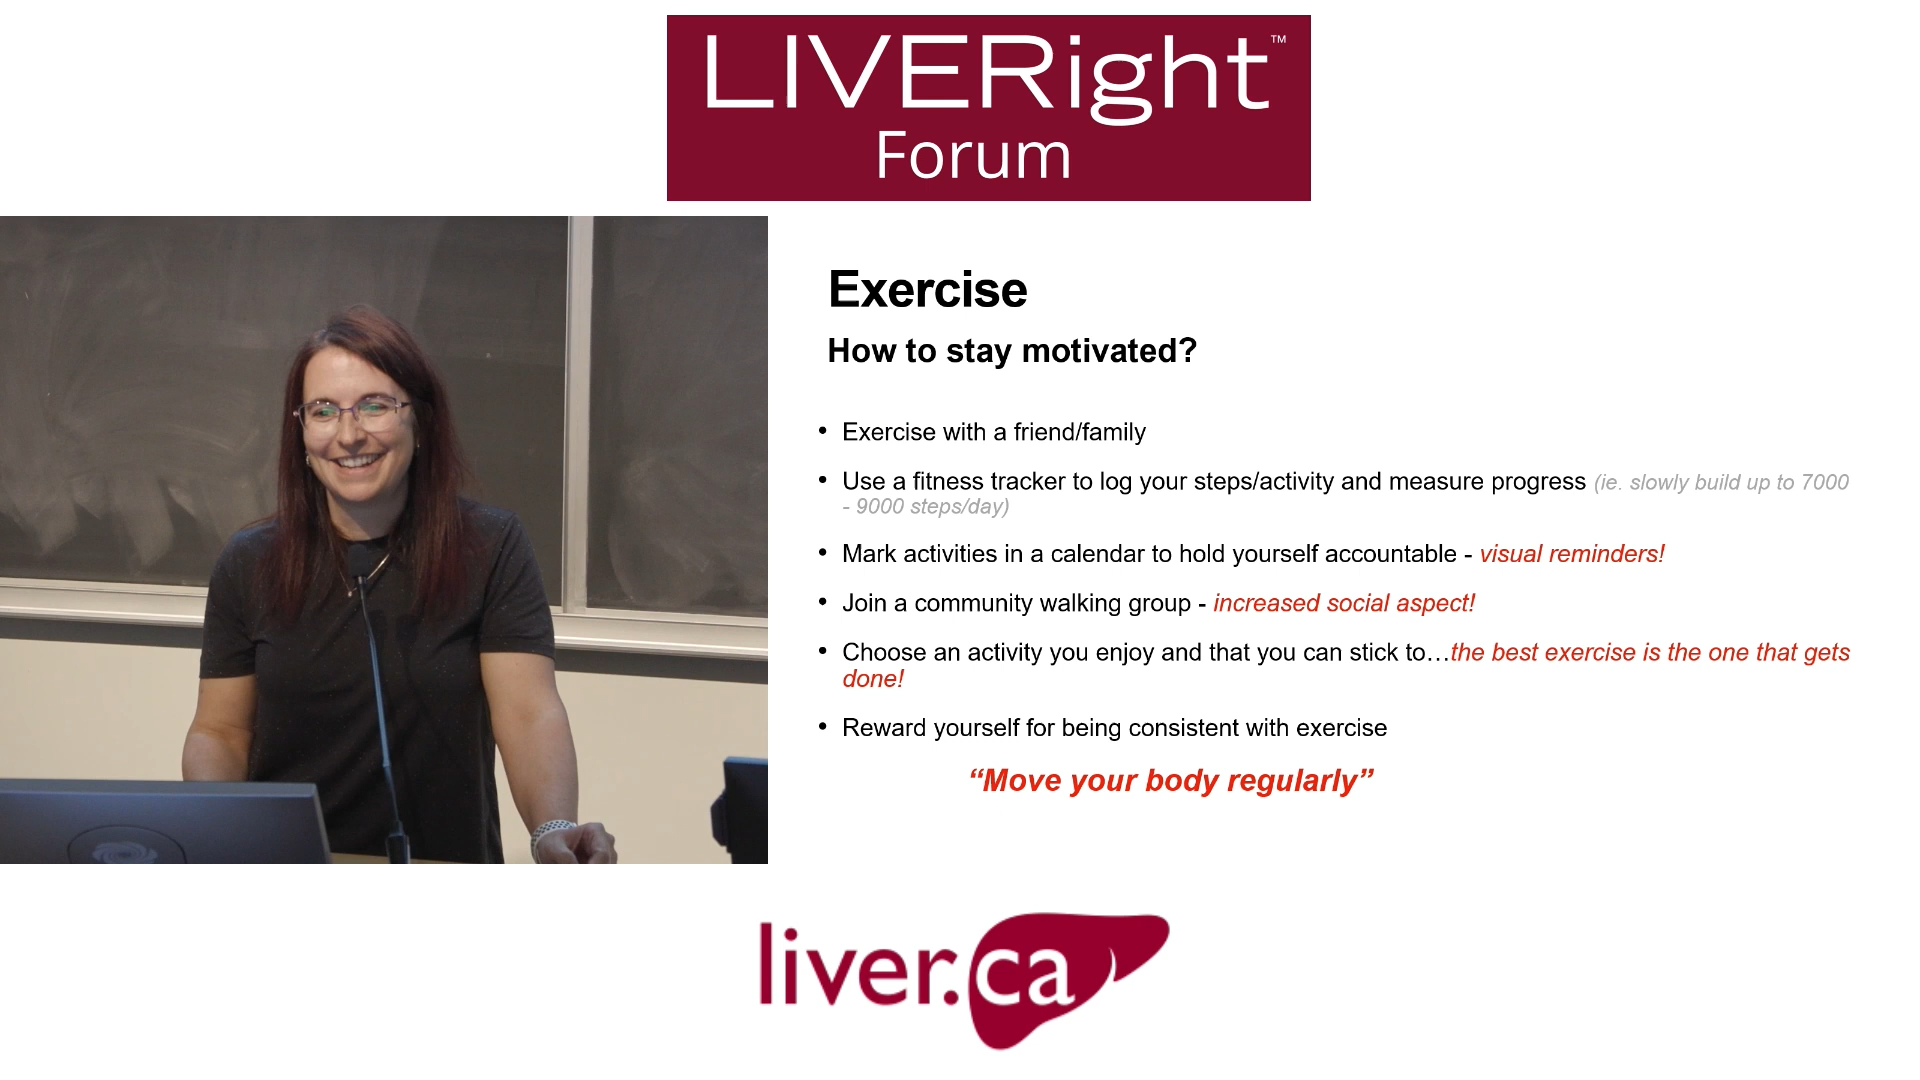 LIVERight™
Forum
Exercise
How to stay motivated?
• Exercise with a friend/family
• Use a fitness tracker to log your steps/activity and measure progress (ie. slowly build up to 7000
- 9000 steps/day)
• Mark activities in a calendar to hold yourself accountable - visual reminders!
• Join a community walking group - increased social aspect!
• Choose an activity you enjoy and that you can stick to…the best exercise is the one that gets
done!
• Reward yourself for being consistent with exercise
“Move your body regularly”
liver.ca